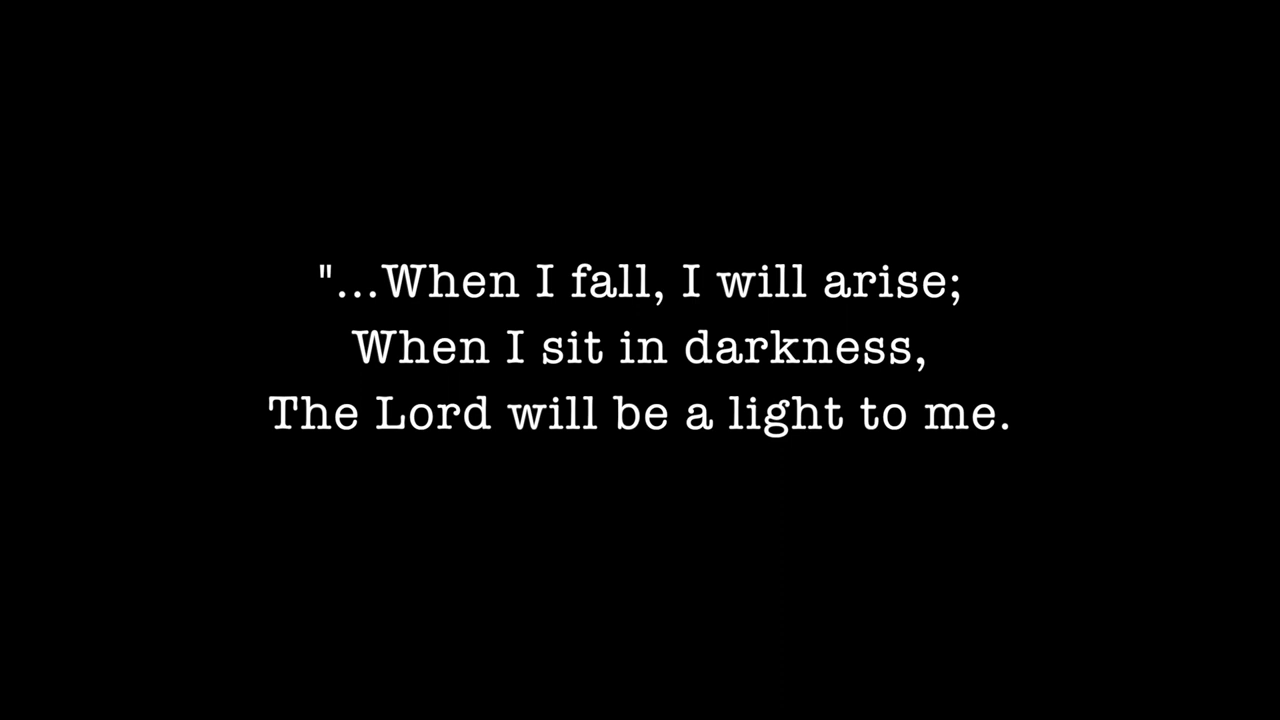 "...When I fall, I will arise;
When I sit in darkness,
The Lord will be a light to me.